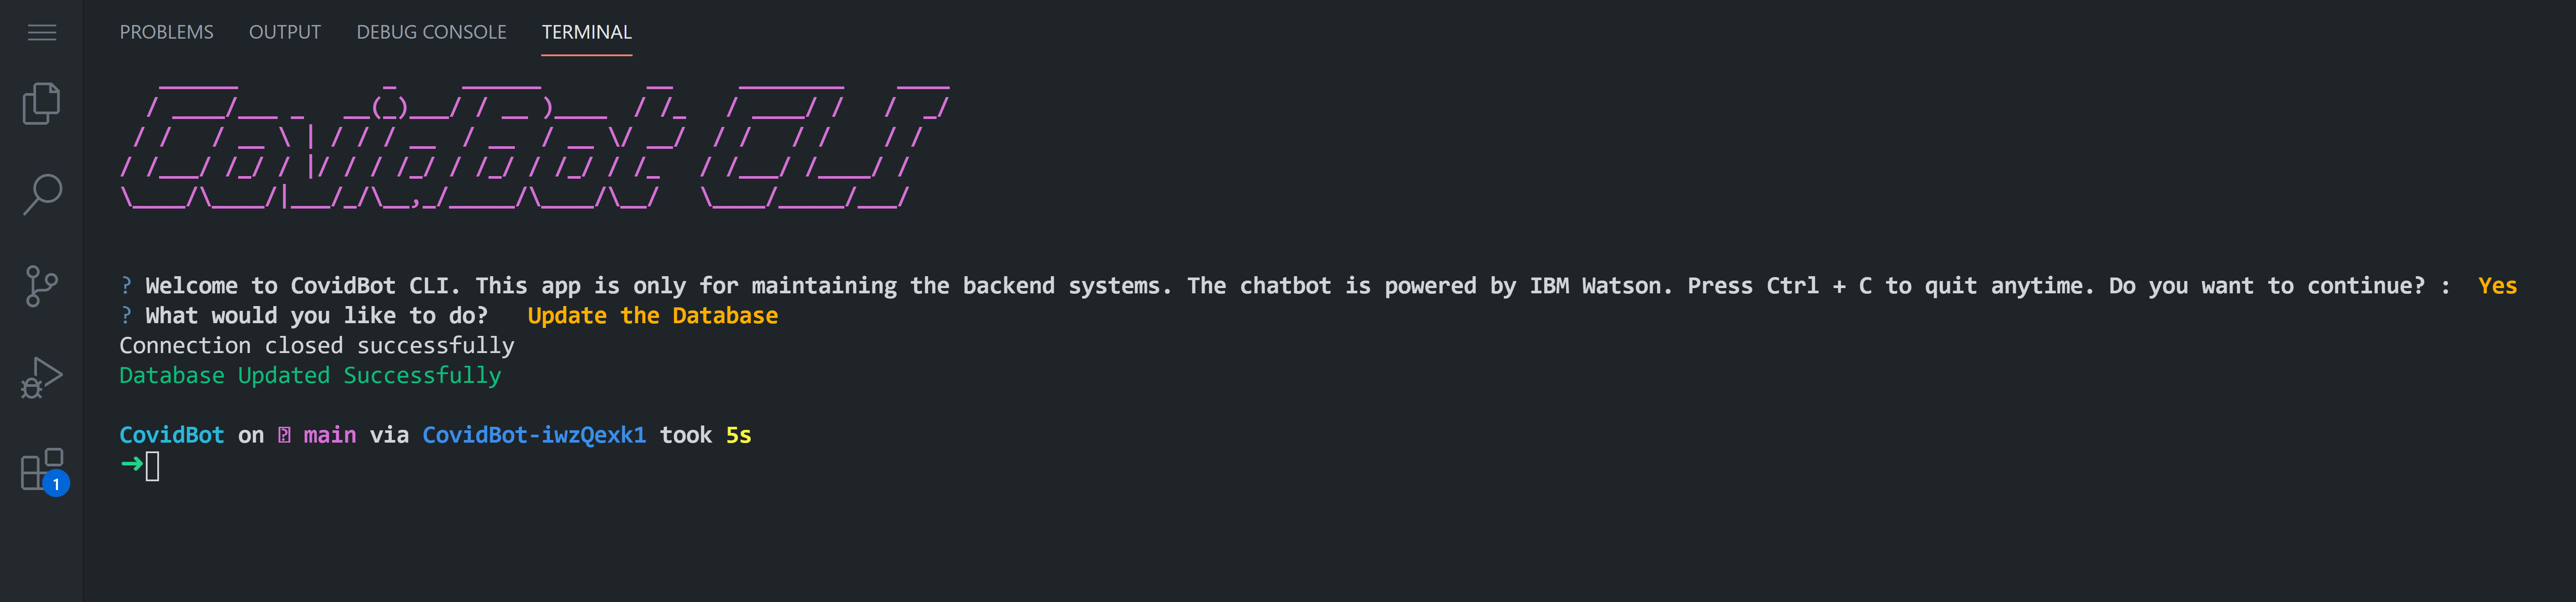 PROBLEMS OUTPUT DEBUG CONSOLE TERMINAL
CovidBot CLI
? Welcome to CovidBot CLI. This app is only for maintaining the backend systems. The chatbot is powered by IBM Watson. Press Ctrl + C to quit anytime. Do you want to continue? : Yes
? What would you like to do? Update the Database
Connection closed successfully
Database Updated Successfully
CovidBot on main via CovidBot-iwzQexk1 took 5s
➜
1